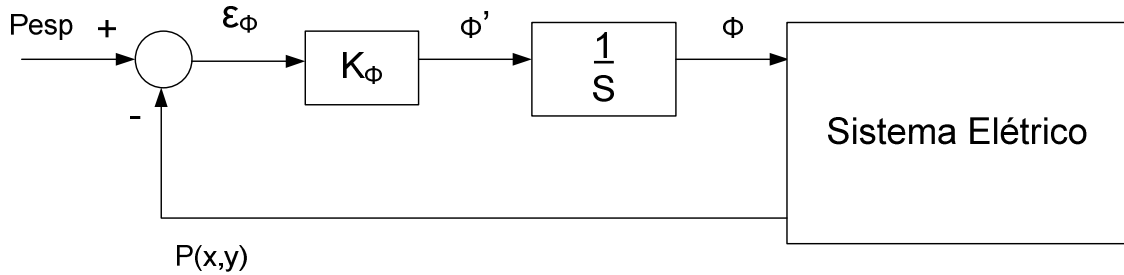 Pesp
+
εΦ
KΦ
Φ’
1
S
Φ
Sistema Elétrico
-
P(x,y)